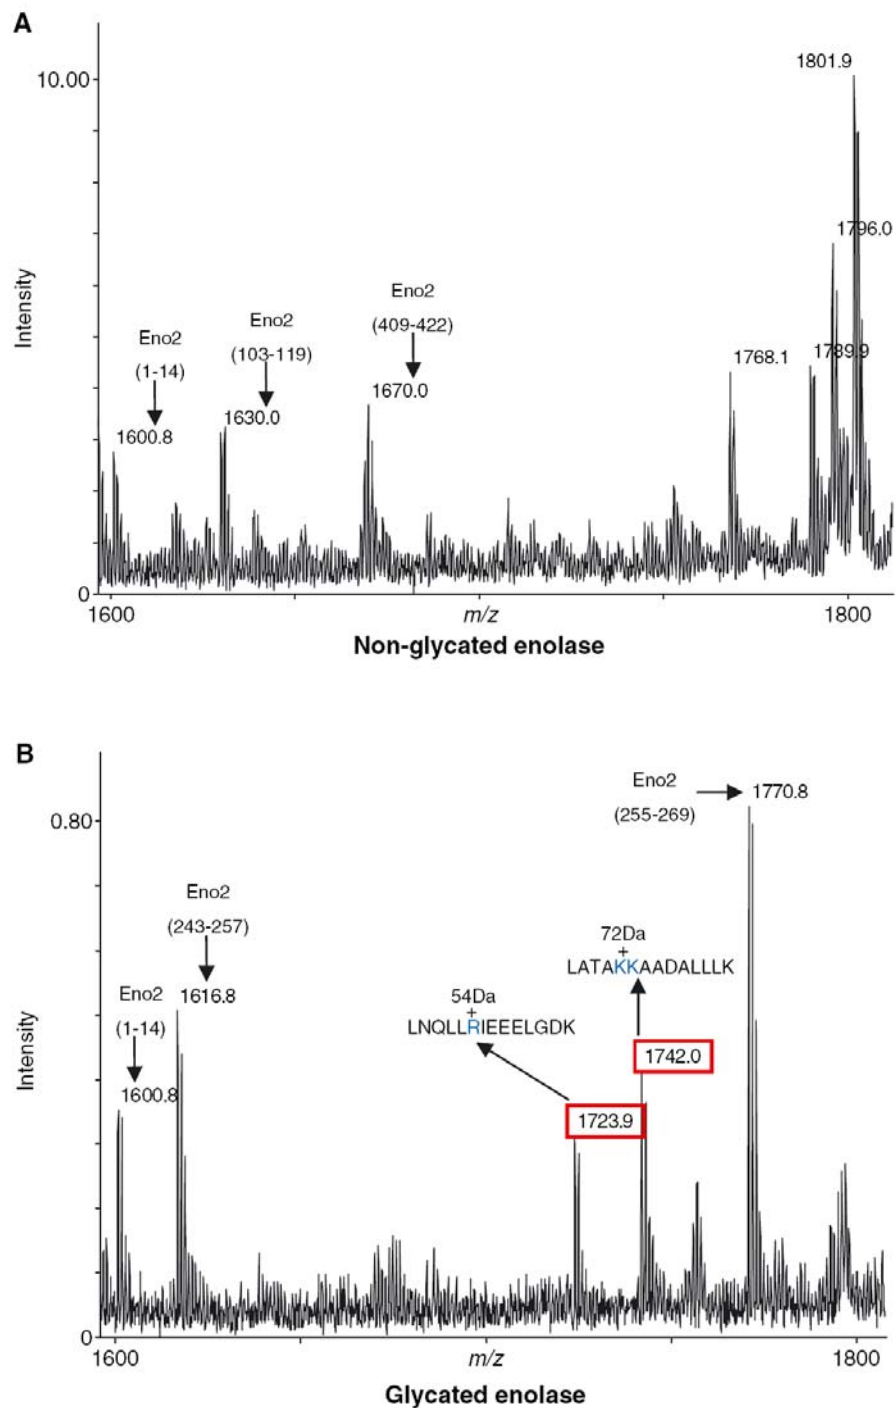 A
10.00
Intensity
0
1801.9
1796.0
Eno2
(409-422)
Eno2
(103-119)
Eno2
(1-14)
1768.1
1789.9
1670.0
1630.0
1600.8
1600
m/z
1800
Non-glycated enolase
B
0.80
Intensity
0
Eno2
(255-269)
1770.8
Eno2
(243-257)
72Da
+
LATAKKAADALLLK
Eno2
(1-14)
1616.8
54Da
+
LNQLLRIEEELGDK
1742.0
1600.8
1723.9
1600
m/z
1800
Glycated enolase